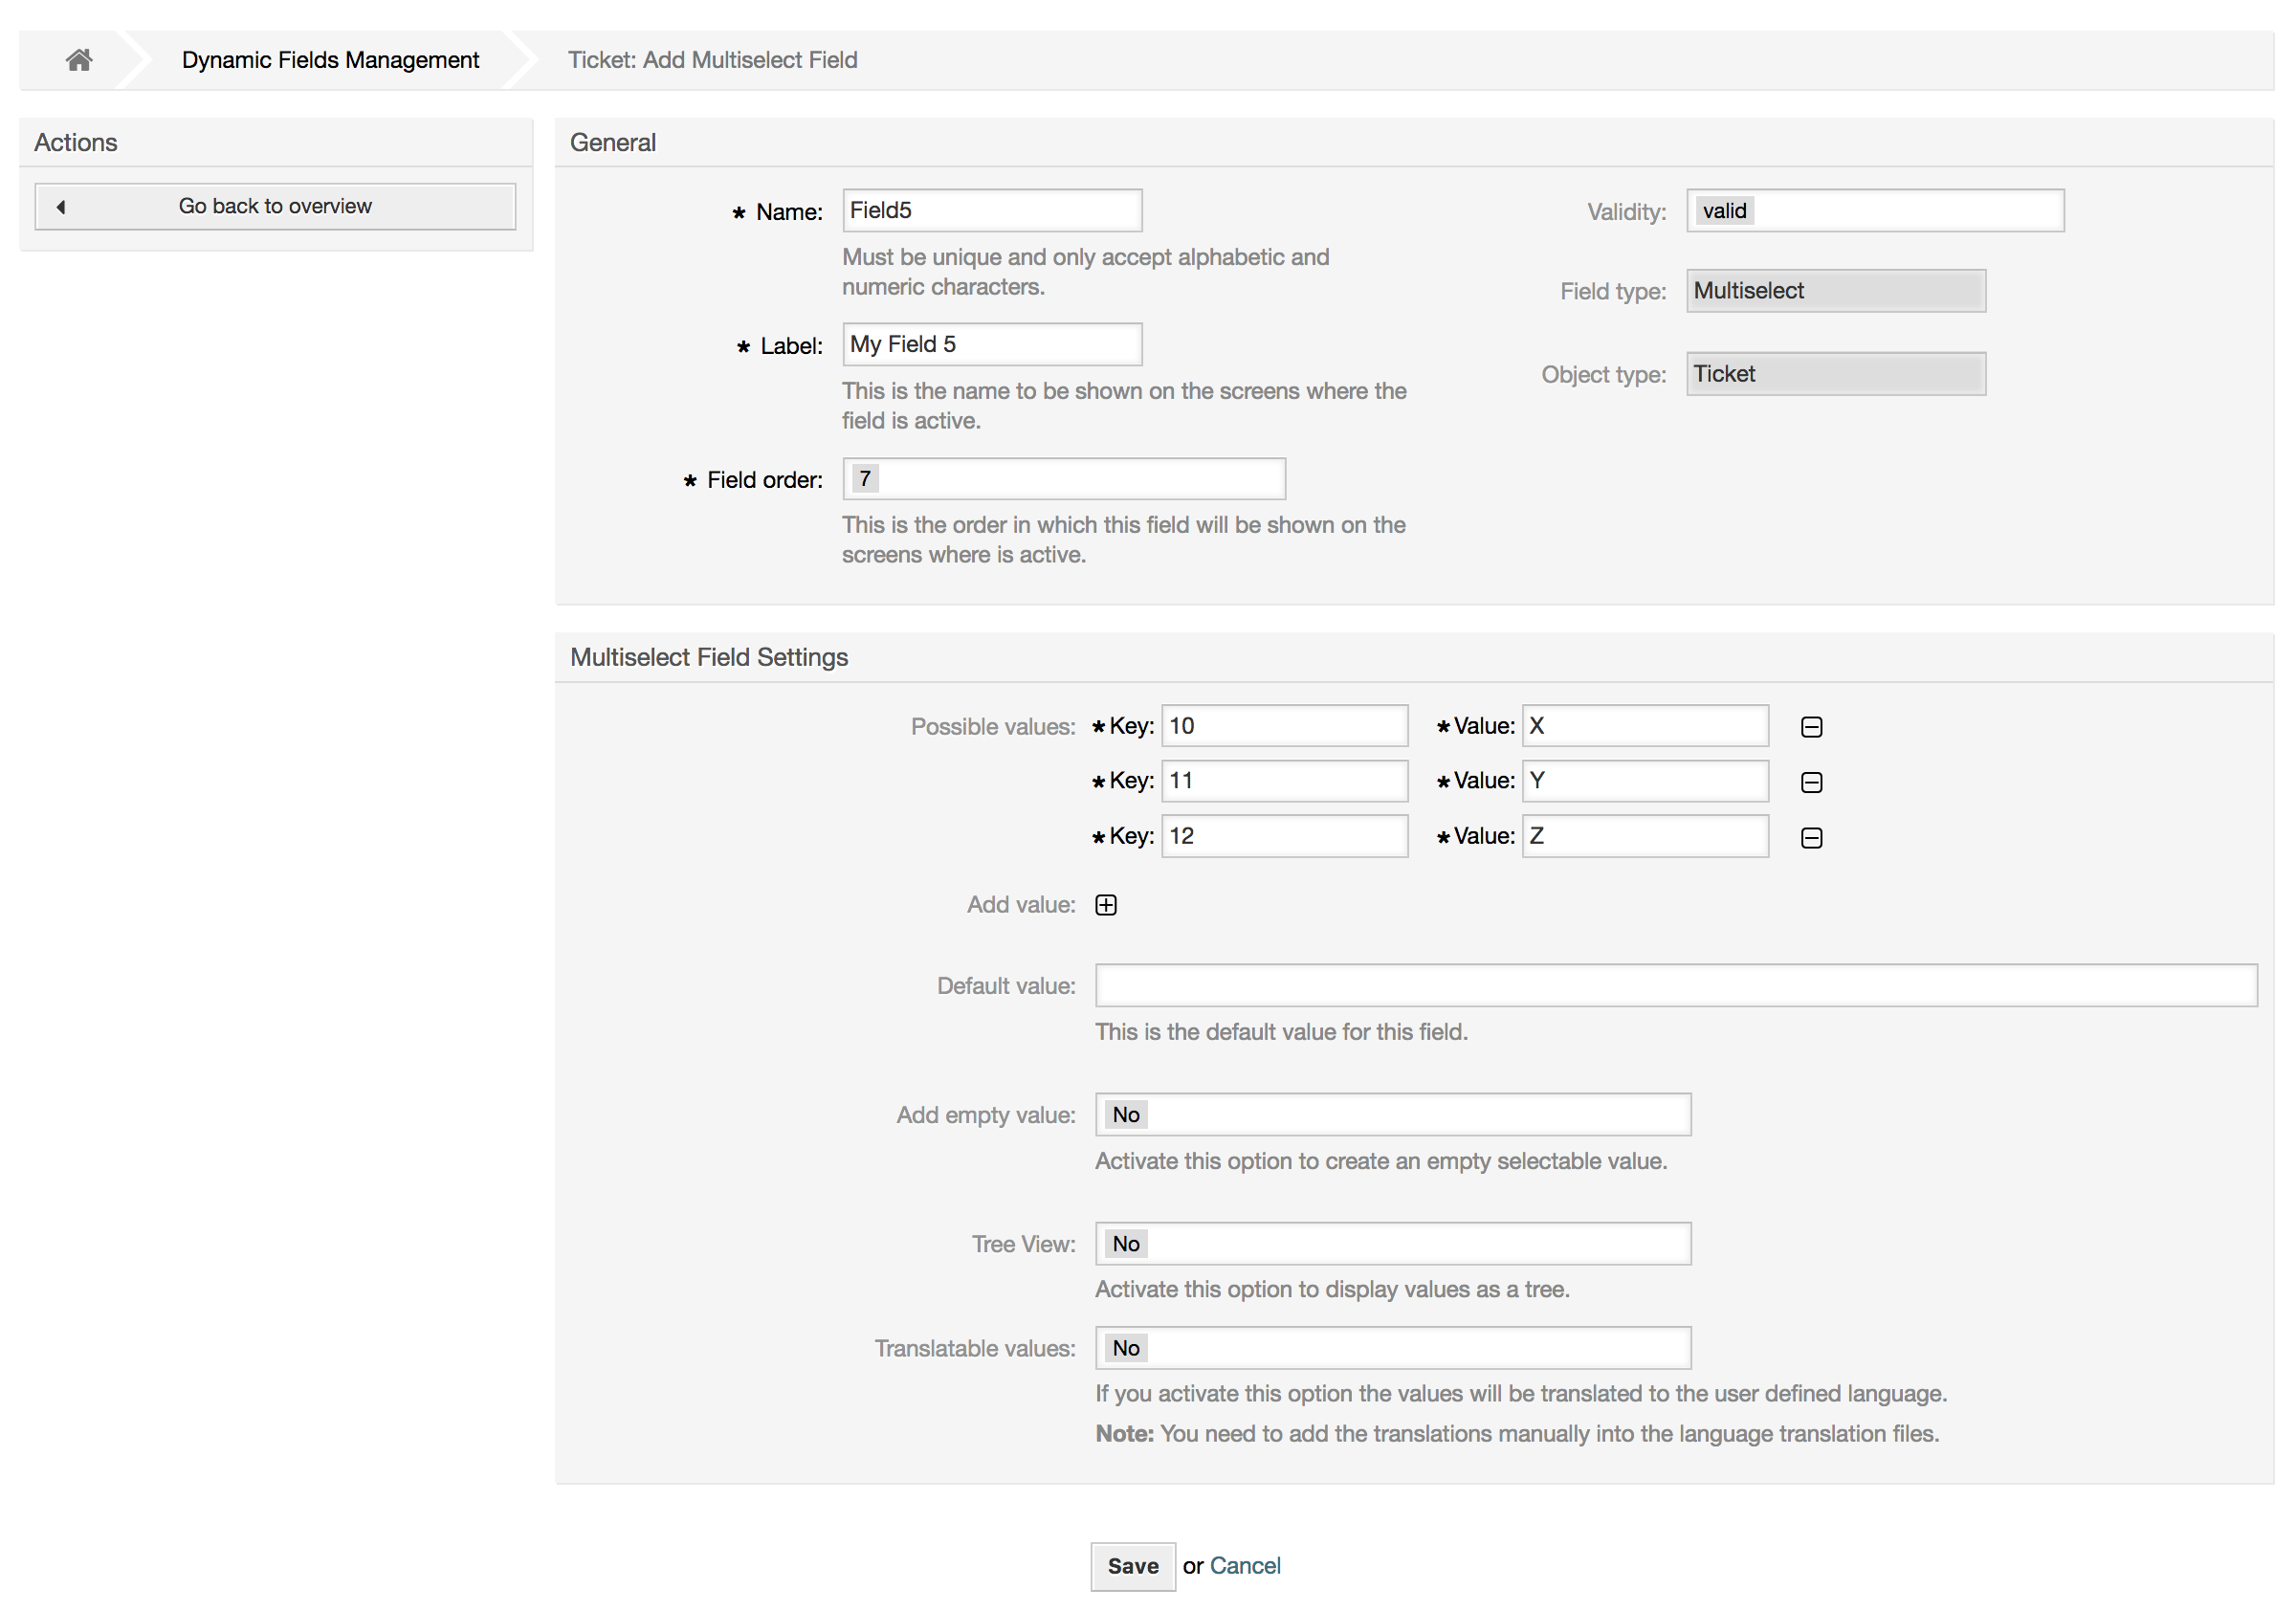 Dynamic Fields Management
Ticket: Add Multiselect Field
Actions
Go back to overview
General
* Name: Field5
Must be unique and only accept alphabetic and
numeric characters.
* Label: My Field 5
This is the name to be shown on the screens where the
field is active.
* Field order: 7
This is the order in which this field will be shown on the
screens where is active.
Validity: valid
Field type: Multiselect
Object type: Ticket
Multiselect Field Settings
Possible values: * Key: 10 * Value: X
* Key: 11 * Value: Y
* Key: 12 * Value: Z
Add value:
Default value:
This is the default value for this field.
Add empty value: No
Activate this option to create an empty selectable value.
Tree View: No
Activate this option to display values as a tree.
Translatable values: No
If you activate this option the values will be translated to the user defined language.
Note: You need to add the translations manually into the language translation files.
Save or Cancel